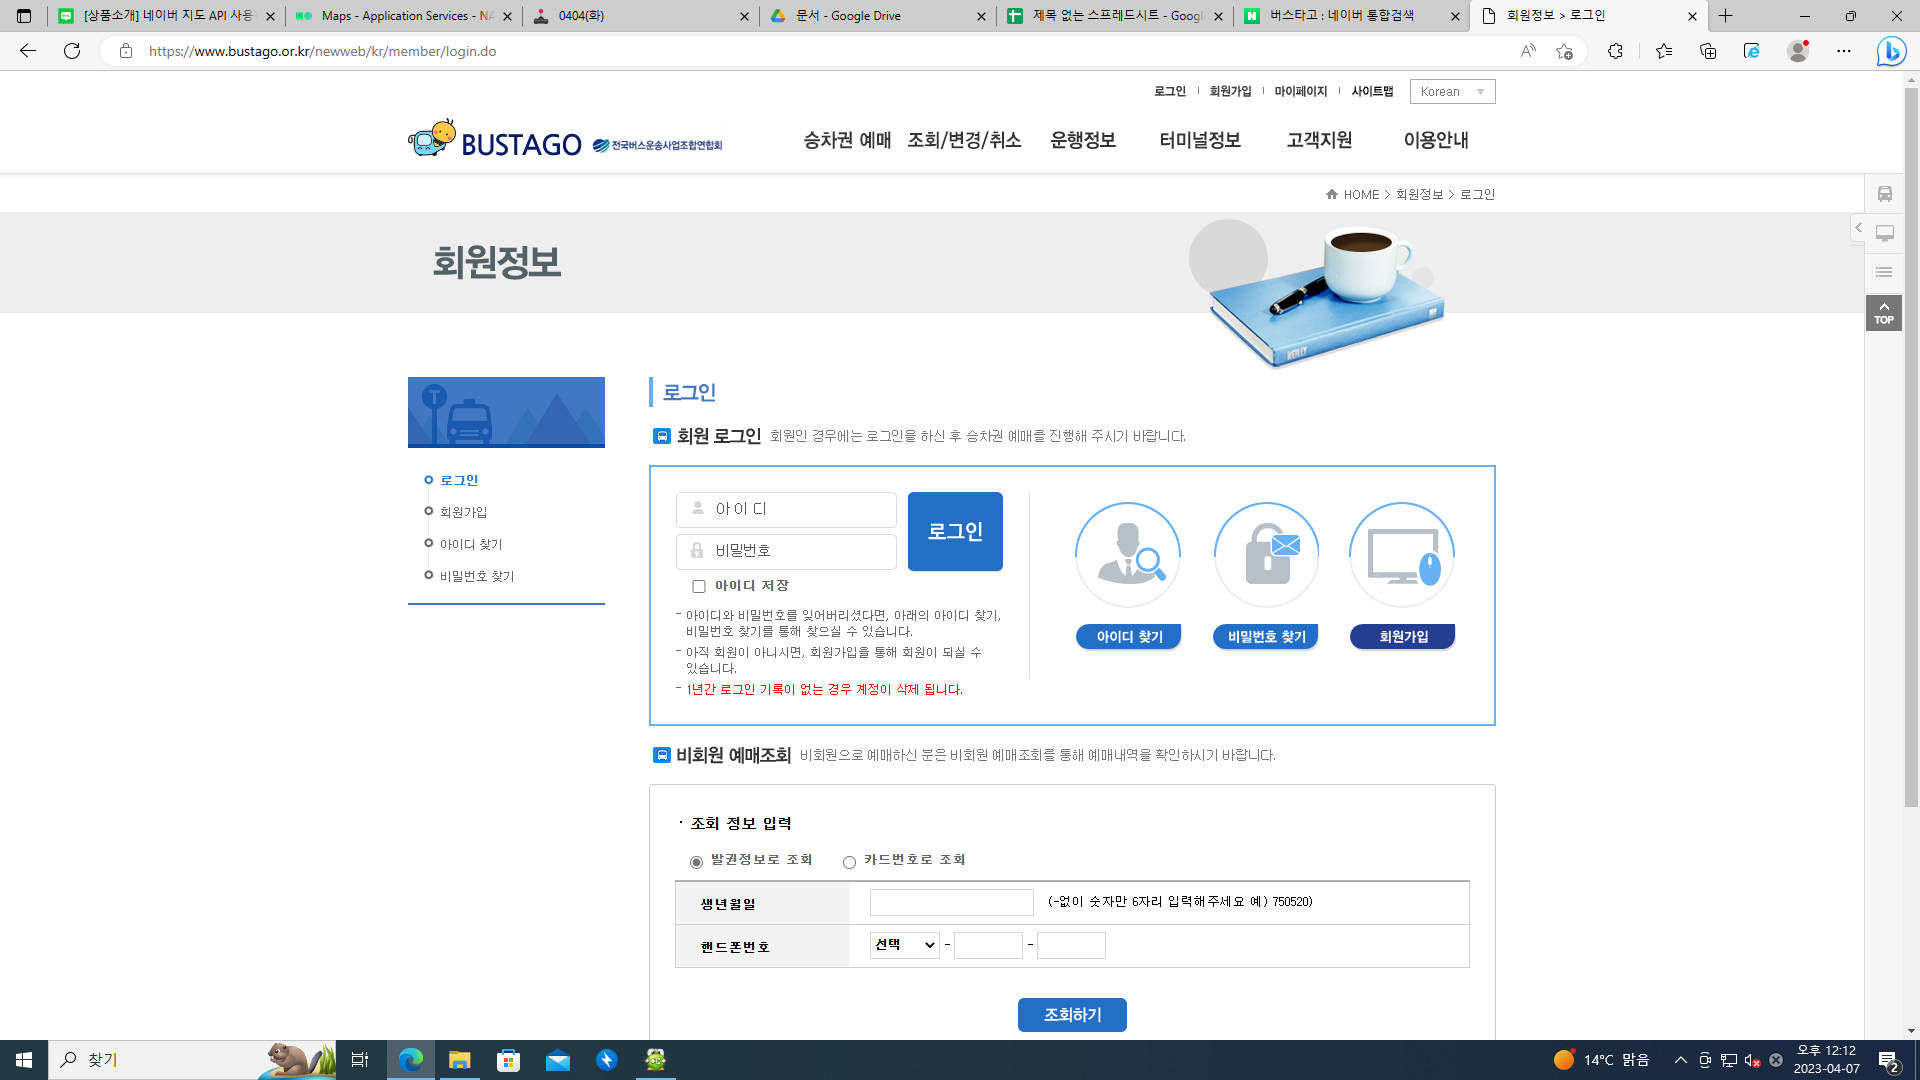 [상품소개] 네이버 지도 API 사용
Maps - Application Services - NA
0404(화)
문서 - Google Drive
제목 없는 스프레드시트 - Googl
버스타고 : 네이버 통합검색
회원정보 > 로그인
https://www.bustago.or.kr/newweb/kr/member/login.do
로그인
회원가입
마이페이지
사이트맵
Korean
BUSTAGO 전국버스운송사업조합연합회
승차권 예매
조회/변경/취소
운행정보
터미널정보
고객지원
이용안내
HOME > 회원정보 > 로그인
회원정보
REILLY
TOP
T
로그인
회원가입
아이디 찾기
비밀번호 찾기
로그인
회원 로그인 회원인 경우에는 로그인을 하신 후 승차권 예매를 진행해 주시기 바랍니다.
아 이 디
비밀번호
로그인
아이디 저장
- 아이디와 비밀번호를 잊어버리셨다면, 아래의 아이디 찾기,
비밀번호 찾기를 통해 찾으실 수 있습니다.
- 아직 회원이 아니시면, 회원가입을 통해 회원이 되실 수
있습니다.
- 1년간 로그인 기록이 없는 경우 계정이 삭제 됩니다.
아이디 찾기
비밀번호 찾기
회원가입
비회원 예매조회 비회원으로 예매하신 분은 비회원 예매조회를 통해 예매내역을 확인하시기 바랍니다.
· 조회 정보 입력
발권정보로 조회
카드번호로 조회
생년월일
(-없이 숫자만 6자리 입력해주세요 예) 750520)
핸드폰번호
선택 - -
조회하기
찾기
14°C 맑음
오후 12:12
2023-04-07
2